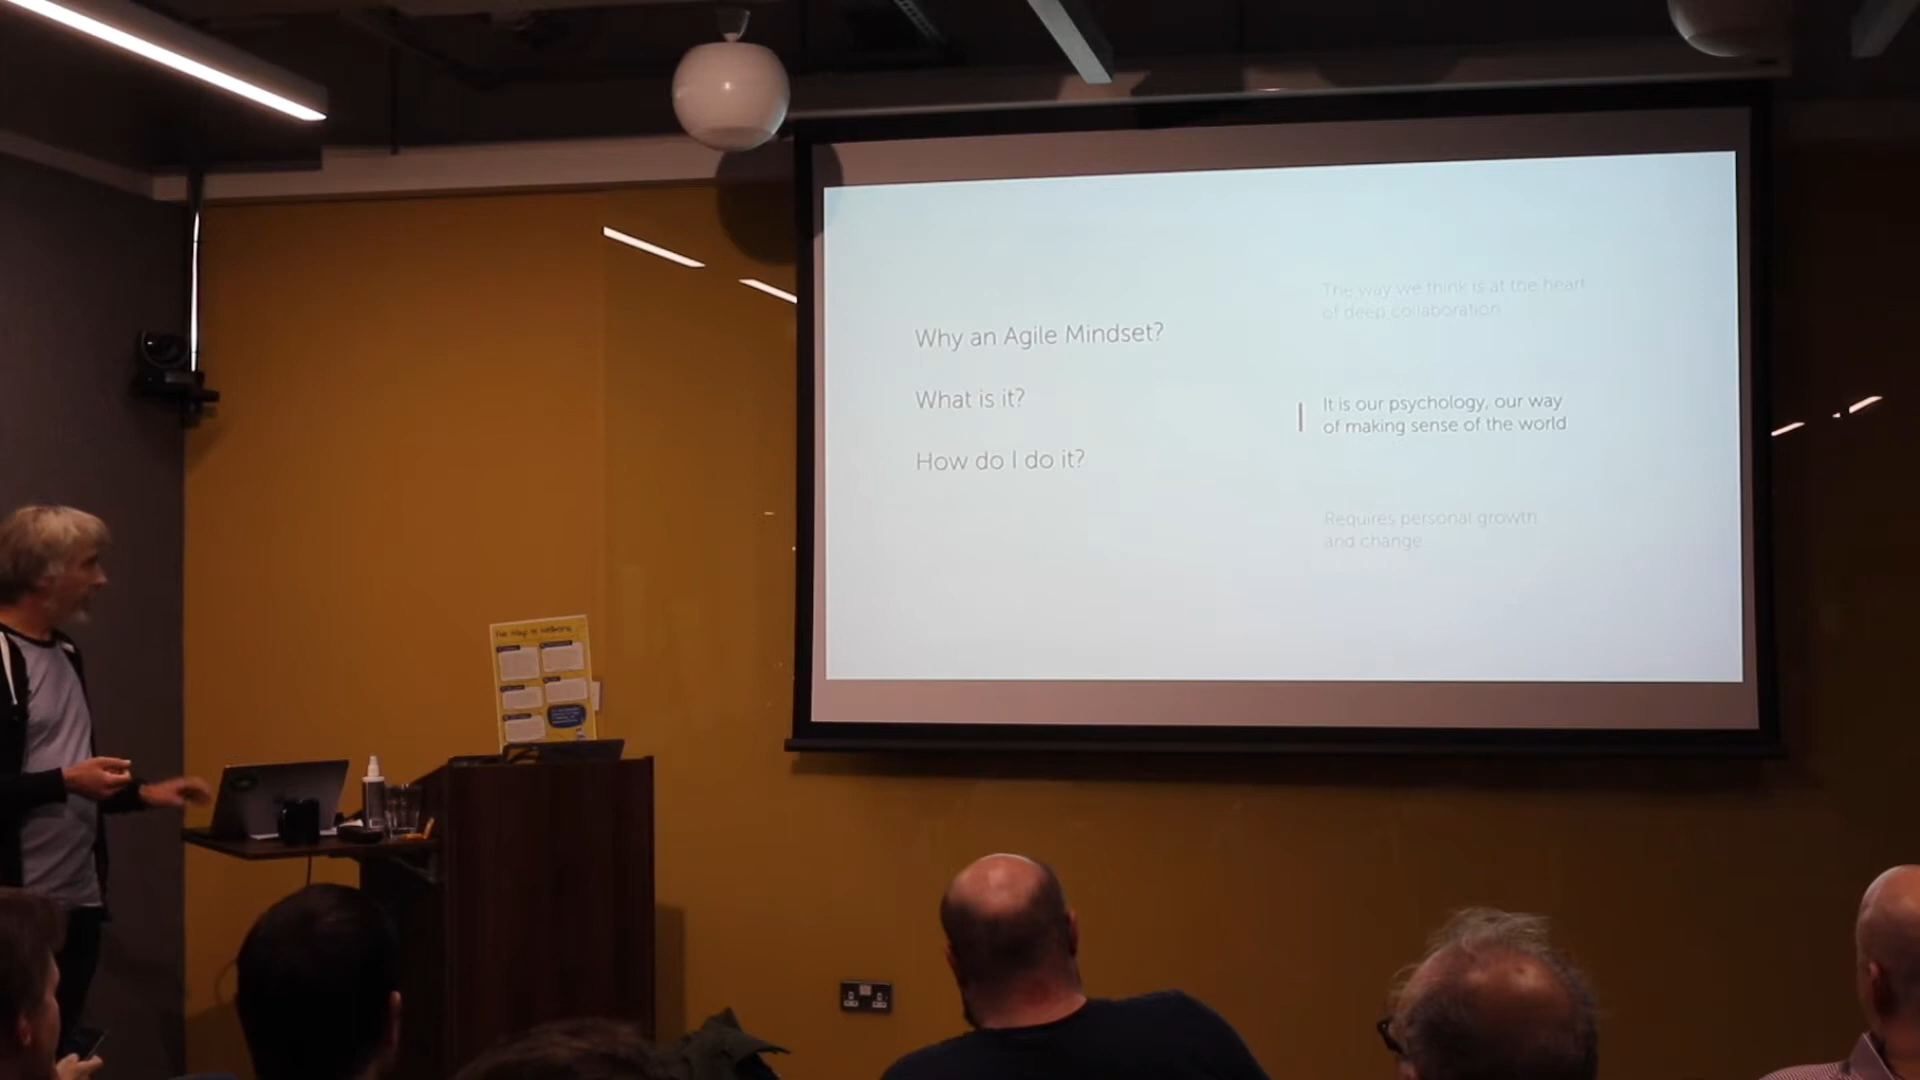 Why an Agile Mindset?
What is it?
How do I do it?
The way we think is at the heart
of deep collaboration
It is our psychology, our way
of making sense of the world
Requires personal growth
and change